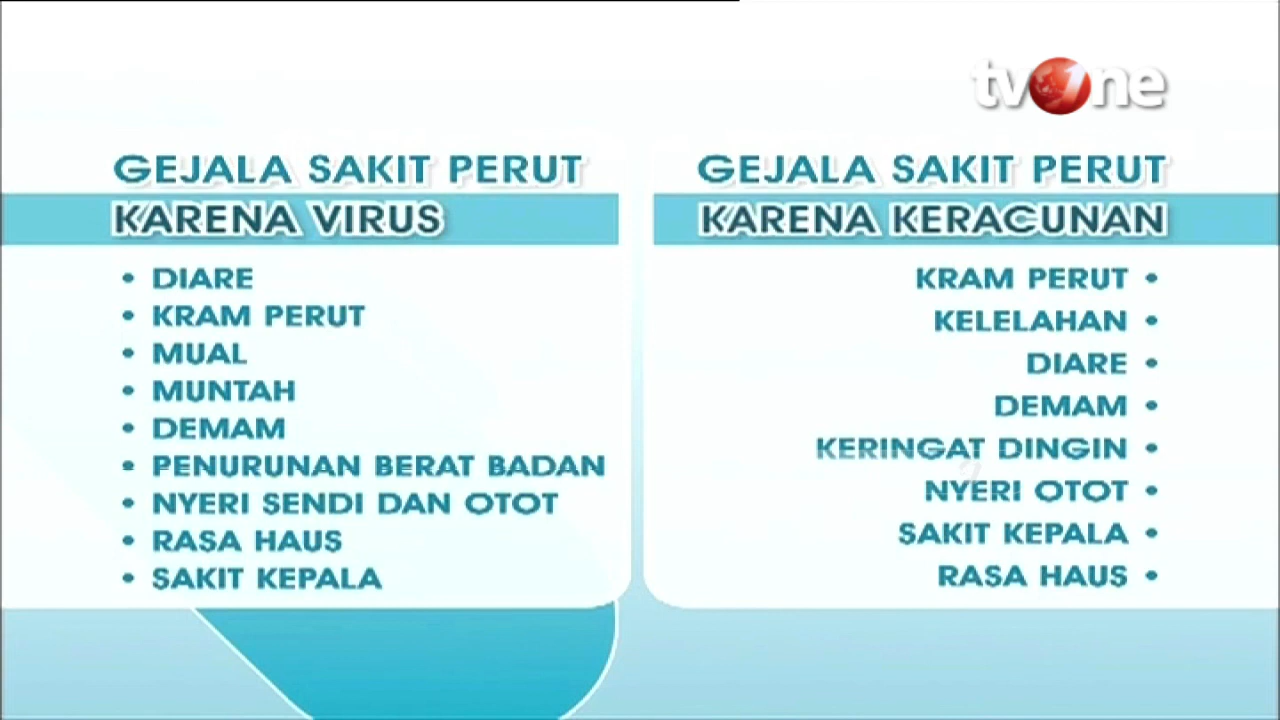 tvOne
GEJALA SAKIT PERUT
KARENA VIRUS
• DIARE
• KRAM PERUT
• MUAL
• MUNTAH
• DEMAM
• PENURUNAN BERAT BADAN
• NYERI SENDI DAN OTOT
• RASA HAUS
• SAKIT KEPALA
GEJALA SAKIT PERUT
KARENA KERACUNAN
KRAM PERUT •
KELELAHAN •
DIARE •
DEMAM •
KERINGAT DINGIN •
NYERI OTOT •
SAKIT KEPALA •
RASA HAUS •